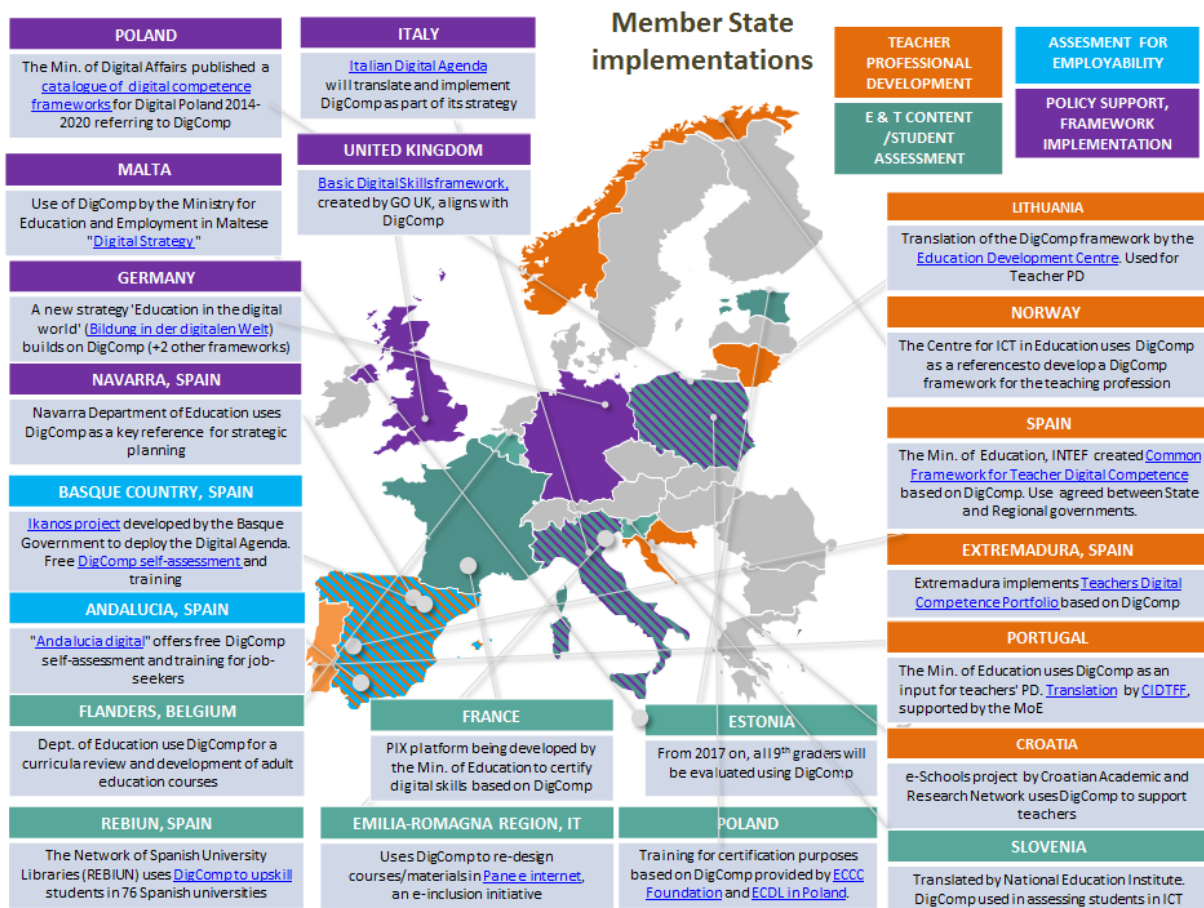 Member State
implementations
TEACHER
PROFESSIONAL
DEVELOPMENT
ASSESMENT FOR
EMPLOYABILITY
E & T CONTENT
/STUDENT
ASSESSMENT
POLICY SUPPORT,
FRAMEWORK
IMPLEMENTATION
POLAND
The Min. of Digital Affairs published a
catalogue of digital competence
frameworks for Digital Poland 2014-
2020 referring to DigComp
ITALY
Italian Digital Agenda
will translate and implement
DigComp as part of its strategy
UNITED KINGDOM
Basic Digital Skills framework,
created by GO UK, aligns with
DigComp
MALTA
Use of DigComp by the Ministry for
Education and Employment in Maltese
"Digital Strategy "
GERMANY
A new strategy 'Education in the digital
world' (Bildung in der digitalen Welt)
builds on DigComp (+2 other frameworks)
NAVARRA, SPAIN
Navarra Department of Education uses
DigComp as a key reference for strategic
planning
BASQUE COUNTRY, SPAIN
Ikanos project developed by the Basque
Government to deploy the Digital Agenda.
Free DigComp self-assessment and
training
ANDALUCIA, SPAIN
"Andalucia digital" offers free DigComp
self-assessment and training for job-
seekers
FLANDERS, BELGIUM
Dept. of Education use DigComp for a
curricula review and development of adult
education courses
REBIUN, SPAIN
The Network of Spanish University
Libraries (REBIUN) uses DigComp to upskill
students in 76 Spanish universities
FRANCE
PIX platform being developed by
the Min. of Education to certify
digital skills based on DigComp
EMILIA-ROMAGNA REGION, IT
Uses DigComp to re-design
courses/materials in Pane e internet,
an e-inclusion initiative
ESTONIA
From 2017 on, all 9th graders will
be evaluated using DigComp
POLAND
Training for certification purposes
based on DigComp provided by ECCC
Foundation and ECDL in Poland.
LITHUANIA
Translation of the DigComp framework by the
Education Development Centre. Used for
Teacher PD
NORWAY
The Centre for ICT in Education uses DigComp
as a reference to develop a DigComp
framework for the teaching profession
SPAIN
The Min. of Education, INTEF created Common
Framework for Teacher Digital Competence
based on DigComp. Use agreed between State
and Regional governments.
EXTREMADURA, SPAIN
Extremadura implements Teachers Digital
Competence Portfolio based on DigComp
PORTUGAL
The Min. of Education uses DigComp as an
input for teachers' PD. Translation by CIDTFF,
supported by the MoE
CROATIA
e-Schools project by Croatian Academic and
Research Network uses DigComp to support
teachers
SLOVENIA
Translated by National Education Institute.
DigComp used in assessing students in ICT